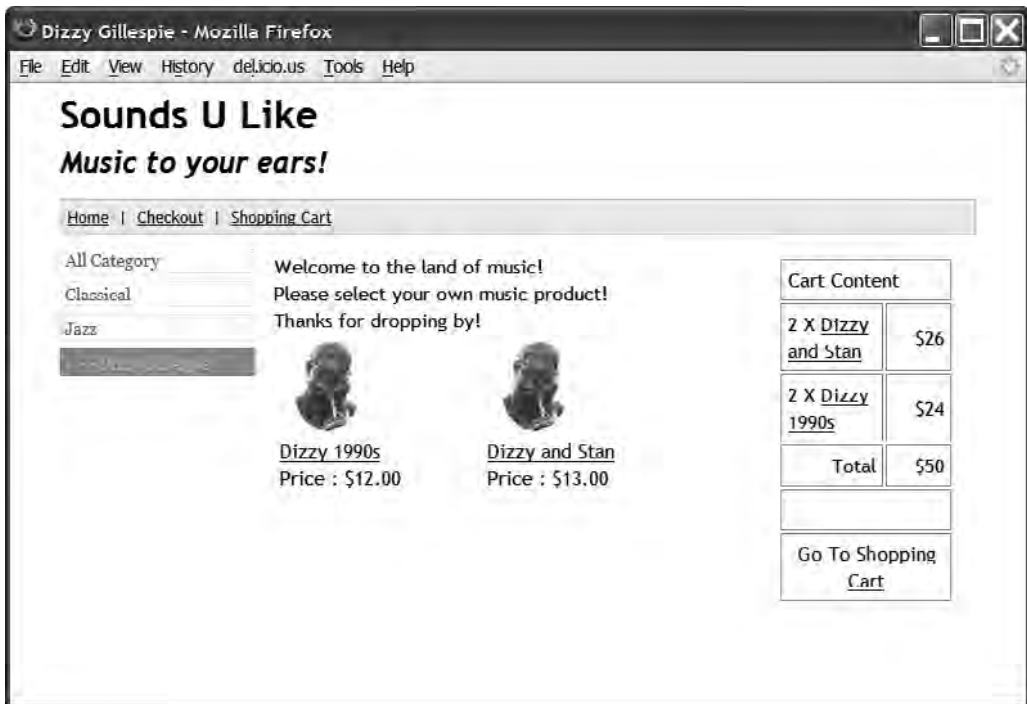 Dizzy Gillespie - Mozilla Firefox
File Edit View History del.icio.us Tools Help
Sounds U Like
Music to your ears!
Home | Checkout | Shopping Cart
All Category
Classical
Jazz
Welcome to the land of music!
Please select your own music product!
Thanks for dropping by!
Dizzy 1990s
Price : $12.00
Dizzy and Stan
Price : $13.00
Cart Content
2 X Dizzy
and Stan
$26
2 X Dizzy
1990s
$24
Total $50
Go To Shopping
Cart